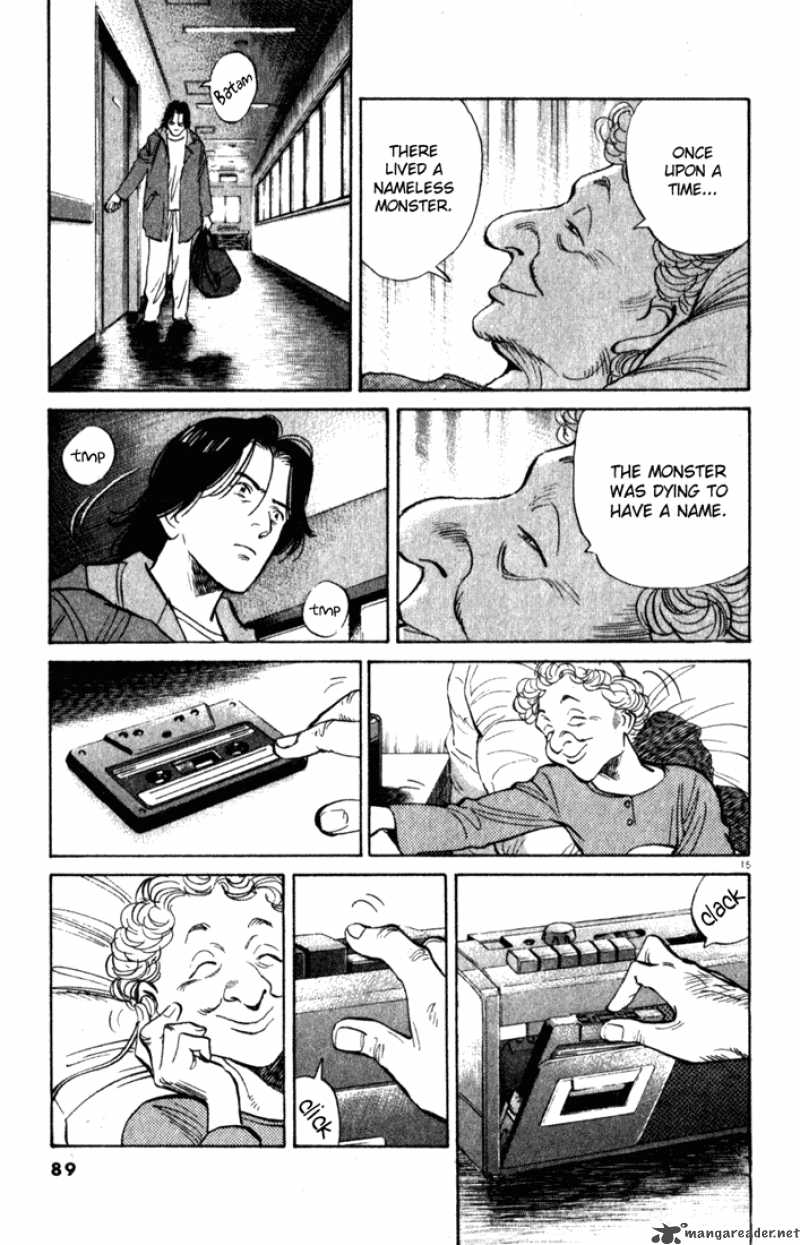 ONCE
UPON A
TIME...
THERE
LIVED A
NAMELESS
MONSTER.
Batam
THE MONSTER
WAS DYING TO
HAVE A NAME.
tmp
tmp
15
clack
click
89
mangareader.net